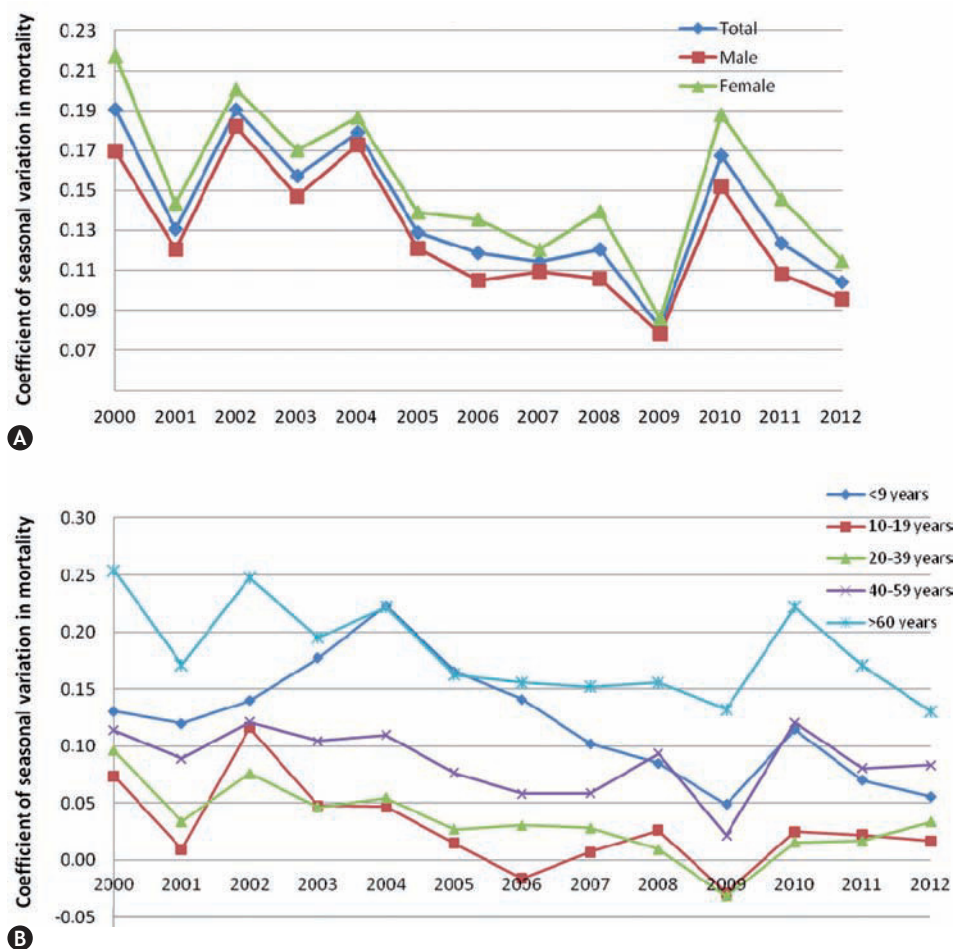 Coefficient of seasonal variation in mortality
0.23
0.21
0.19
0.17
0.15
0.13
0.11
0.09
0.07
Total
Male
Female
2000 2001 2002 2003 2004 2005 2006 2007 2008 2009 2010 2011 2012
A
Coefficient of seasonal variation in mortality
0.30
0.25
0.20
0.15
0.10
0.05
0.00
-0.05
<9 years
10-19 years
20-39 years
40-59 years
>60 years
2000 2001 2002 2003 2004 2005 2006 2007 2008 2009 2010 2011 2012
B